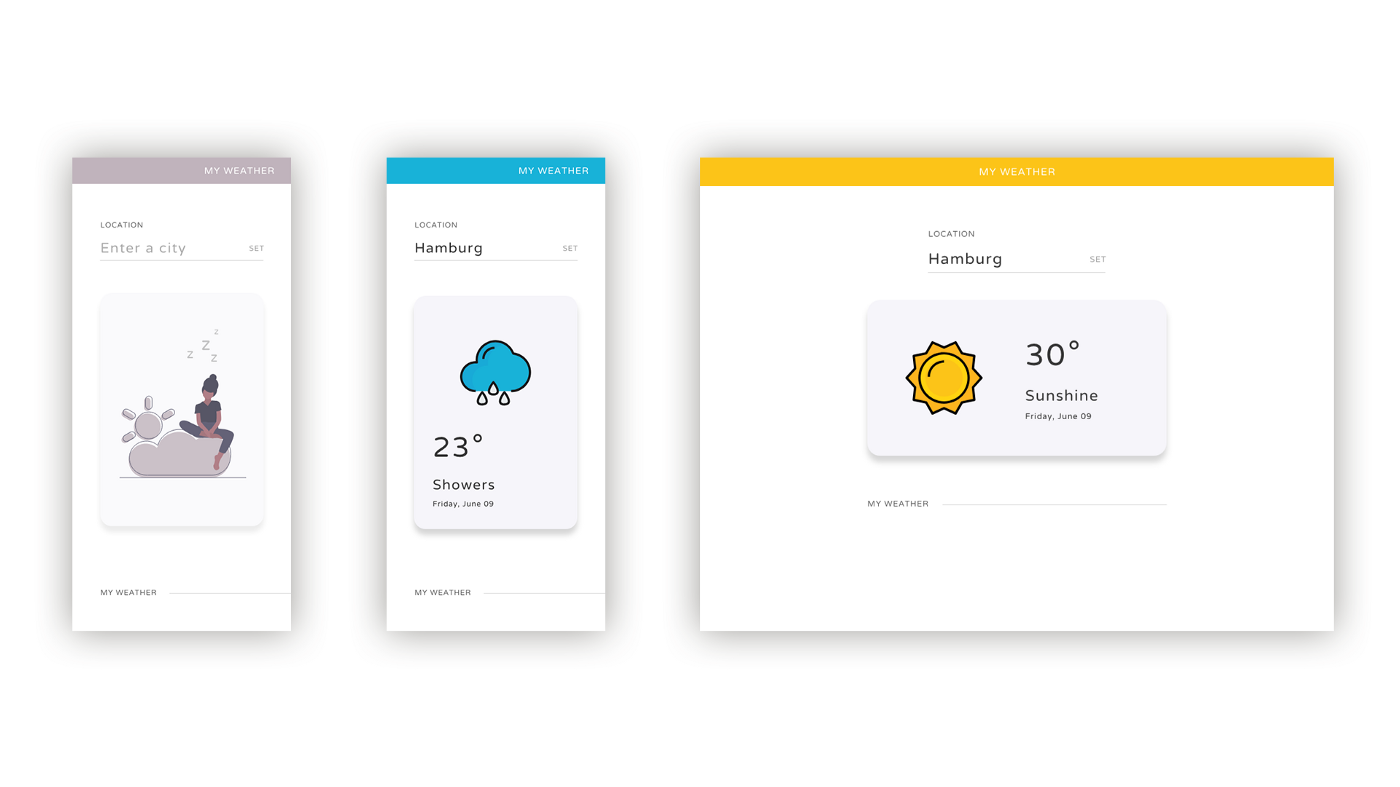 MY WEATHER
LOCATION
Enter a city SET
z
z
z
z
MY WEATHER
MY WEATHER
LOCATION
Hamburg SET
23°
Showers
Friday, June 09
MY WEATHER
MY WEATHER
LOCATION
Hamburg SET
30°
Sunshine
Friday, June 09
MY WEATHER